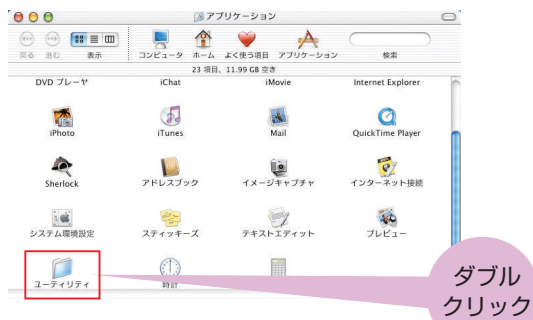 アプリケーション
戻る 進む 表示 コンピュータ ホーム よく使う項目 アプリケーション 検索
23 項目、11.99 GB 空き
DVD プレーヤ iChat iMovie Internet Explorer
iPhoto iTunes Mail QuickTime Player
Sherlock アドレスブック イメージキャプチャ インターネット接続
システム環境設定 スティッキーズ テキストエディット プレビュー
ユーティリティ 時計
ダブル
クリック